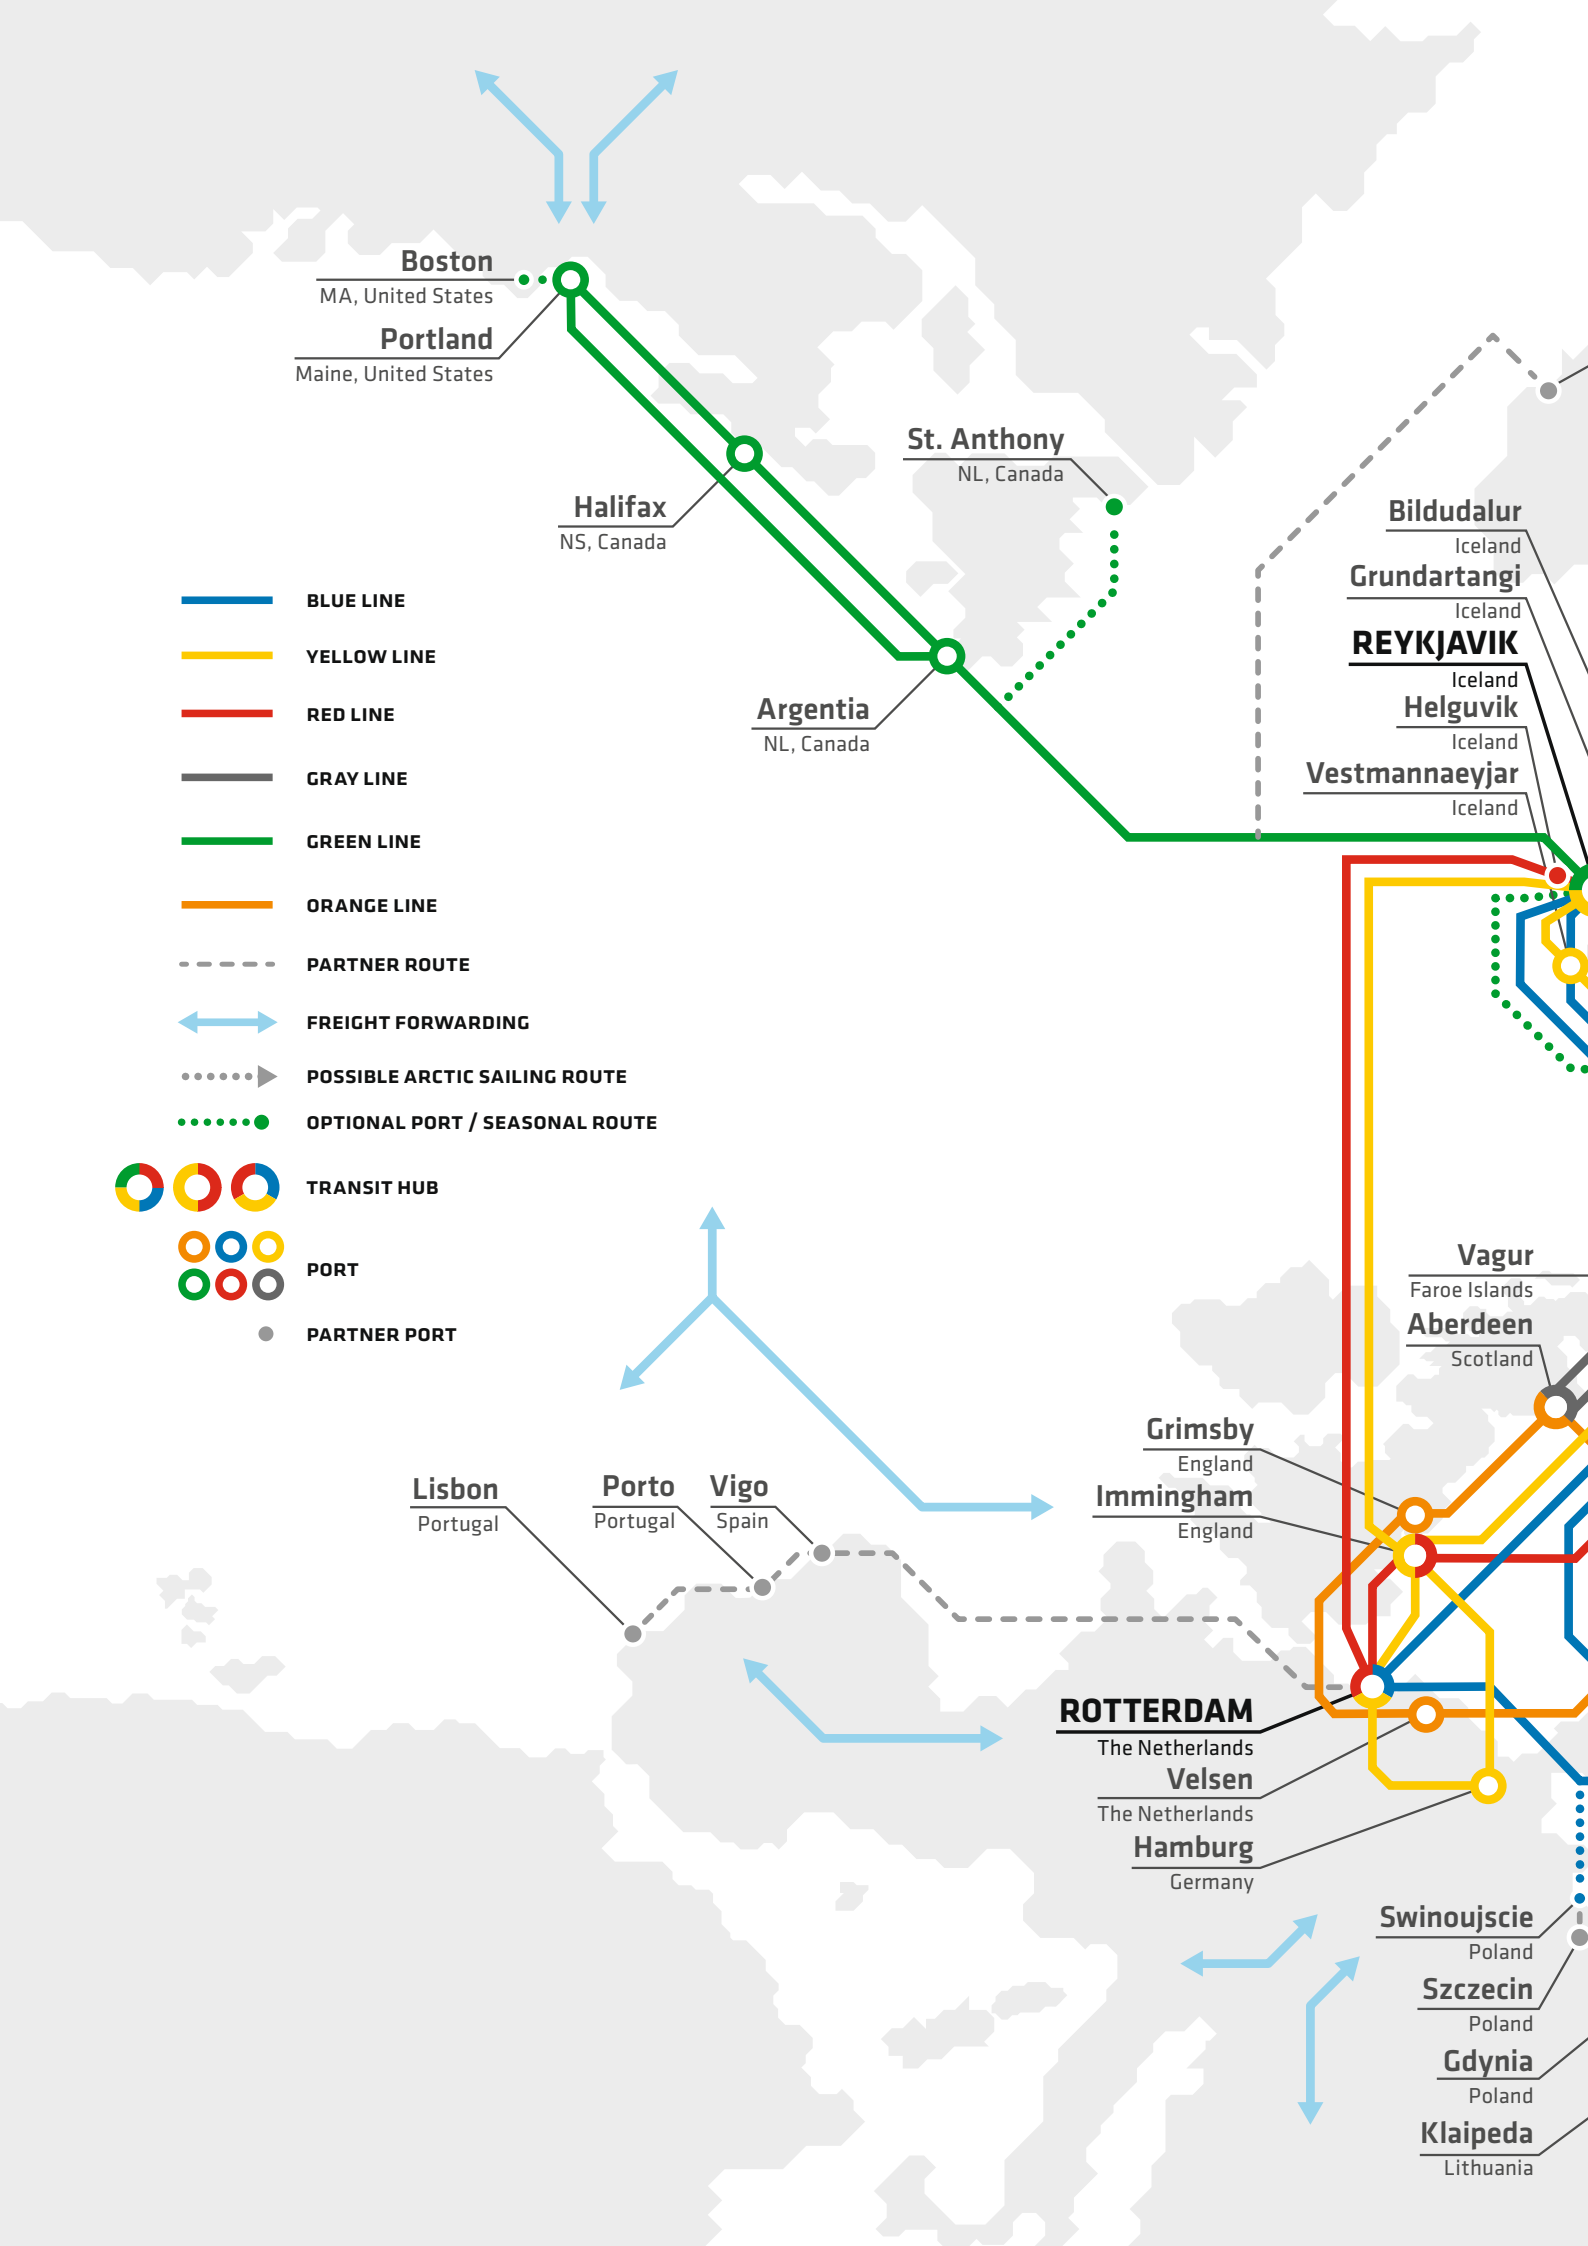 Boston
MA, United States
Portland
Maine, United States
St. Anthony
NL, Canada
Halifax
NS, Canada
Argentia
NL, Canada
Bildudalur
Iceland
Grundartangi
Iceland
REYKJAVIK
Iceland
Helguvik
Iceland
Vestmannaeyjar
Iceland
BLUE LINE
YELLOW LINE
RED LINE
GRAY LINE
GREEN LINE
ORANGE LINE
PARTNER ROUTE
FREIGHT FORWARDING
POSSIBLE ARCTIC SAILING ROUTE
OPTIONAL PORT / SEASONAL ROUTE
TRANSIT HUB
PORT
PARTNER PORT
Vagur
Faroe Islands
Aberdeen
Scotland
Grimsby
England
Immingham
England
Lisbon
Portugal
Porto
Portugal
Vigo
Spain
ROTTERDAM
The Netherlands
Velsen
The Netherlands
Hamburg
Germany
Swinoujscie
Poland
Szczecin
Poland
Gdynia
Poland
Klaipeda
Lithuania